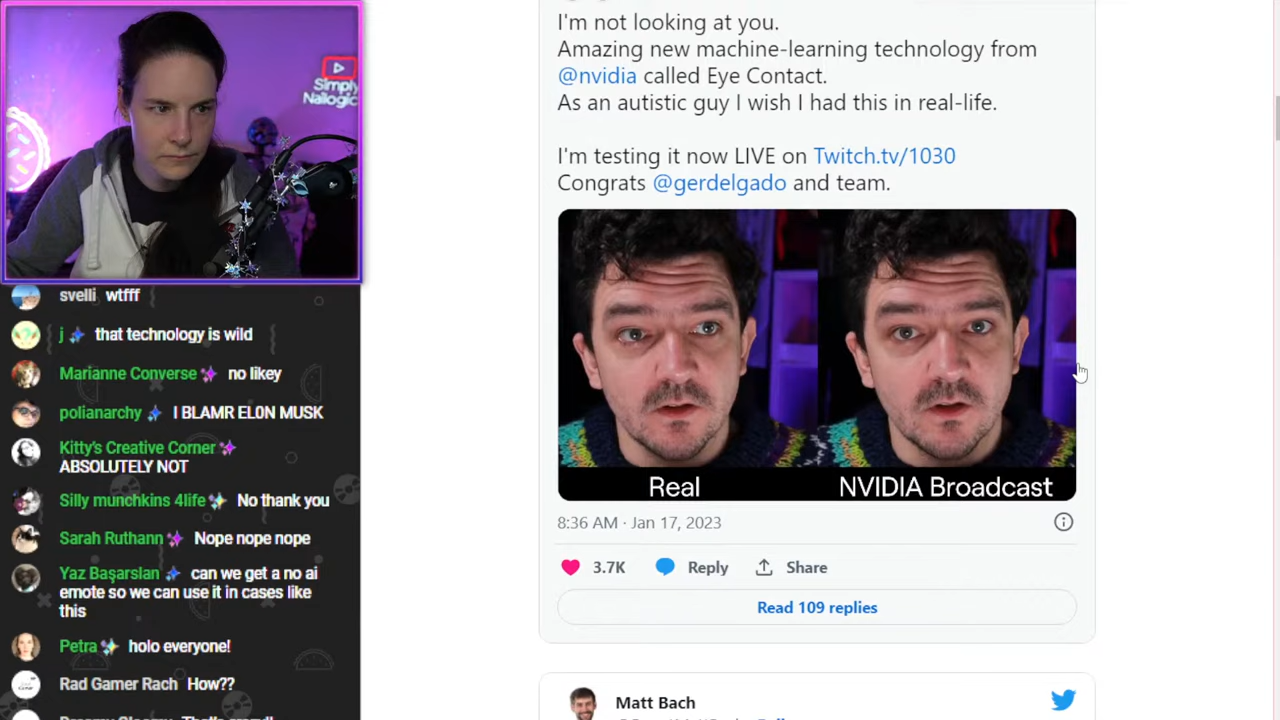 Simply
Nailogic
svelli wtfff
j that technology is wild
Marianne Converse no likey
polianarchy I BLAMR EL0N MUSK
Kitty's Creative Corner
ABSOLUTELY NOT
Silly munchkins 4life No thank you
Sarah Ruthann Nope nope nope
Yaz Başarslan can we get a no ai
emote so we can use it in cases like
this
Petra holo everyone!
Rad Gamer Rach How??
I'm not looking at you.
Amazing new machine-learning technology from
@nvidia called Eye Contact.
As an autistic guy I wish I had this in real-life.
I'm testing it now LIVE on Twitch.tv/1030
Congrats @gerdelgado and team.
Real
NVIDIA Broadcast
8:36 AM · Jan 17, 2023
3.7K Reply Share
Read 109 replies
Matt Bach